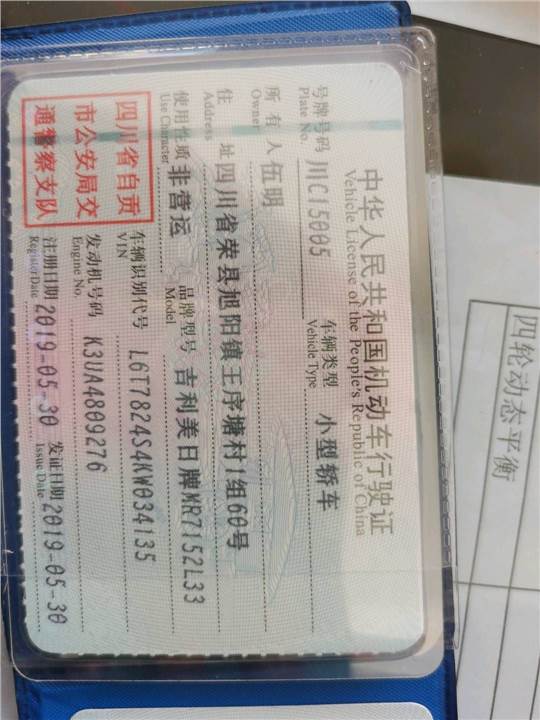 中华人民共和国机动车行驶证
Vehicle License of the People's Republic of China
号牌号码 川C15005 车辆类型 小型轿车
Plate No. Vehicle Type
所有人 伍明
Owner
住址 四川省荣县旭阳镇王序塘村1组60号
Address
使用性质 非营运 品牌型号 吉利美日牌MR7152L33
Use Character Model
四川省自贡
市公安局交
通警察支队
车辆识别代号 L6T7824S4KW034135
VIN
发动机号码 K3UA4809276
Engine No.
注册日期 2019-05-30 发证日期 2019-05-30
Register Date Issue Date
四轮动态平衡